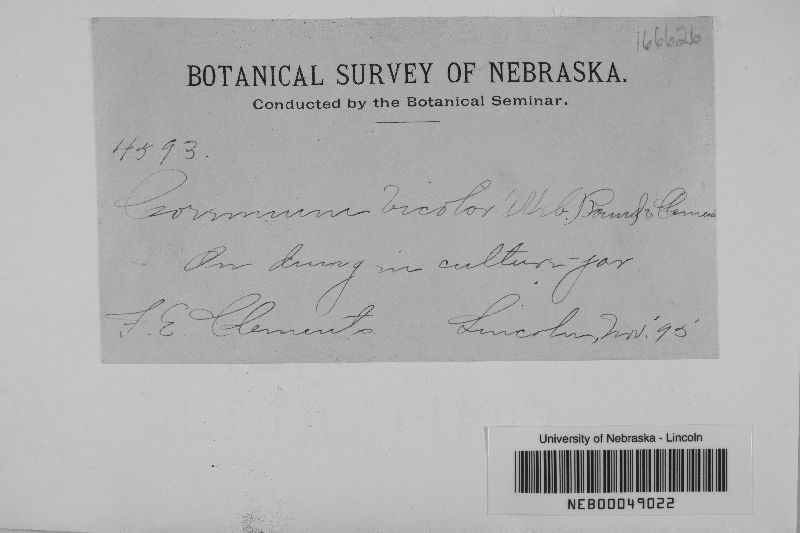 166626
BOTANICAL SURVEY OF NEBRASKA.
Conducted by the Botanical Seminar.
4593.
Coremium bicolor (Web.) Pound & Clements
On dung in culture-jar
F. E. Clements Lincoln, Nov. '95
University of Nebraska - Lincoln
NEB00049022